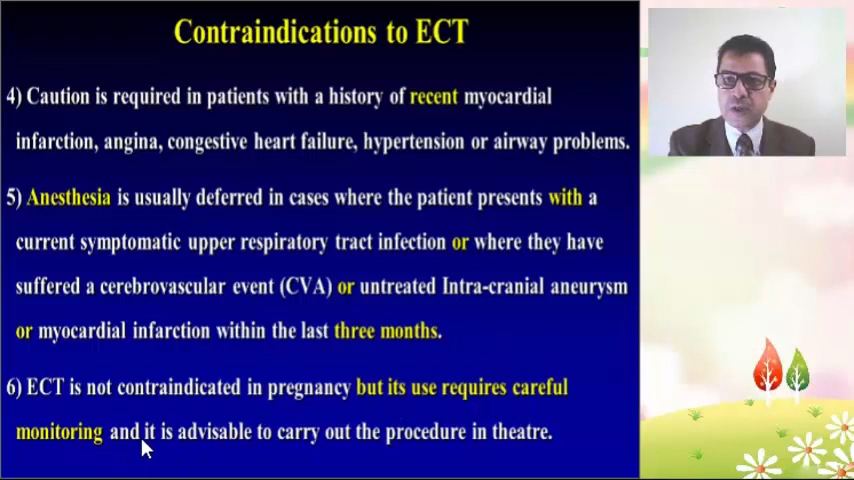 Contraindications to ECT
4) Caution is required in patients with a history of recent myocardial
infarction, angina, congestive heart failure, hypertension or airway problems.
5) Anesthesia is usually deferred in cases where the patient presents with a
current symptomatic upper respiratory tract infection or where they have
suffered a cerebrovascular event (CVA) or untreated Intra-cranial aneurysm
or myocardial infarction within the last three months.
6) ECT is not contraindicated in pregnancy but its use requires careful
monitoring and it is advisable to carry out the procedure in theatre.